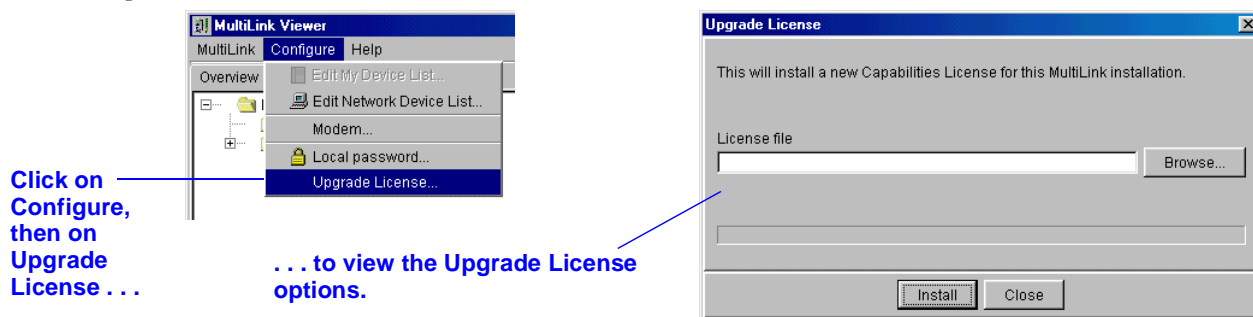 MultiLink Viewer
MultiLink Configure Help
Overview
Edit My Device List...
Edit Network Device List...
Modem...
Local password...
Upgrade License...
Click on
Configure,
then on
Upgrade
License . . .
. . . to view the Upgrade License
options.
Upgrade License
This will install a new Capabilities License for this MultiLink installation.
License file
Browse...
Install Close